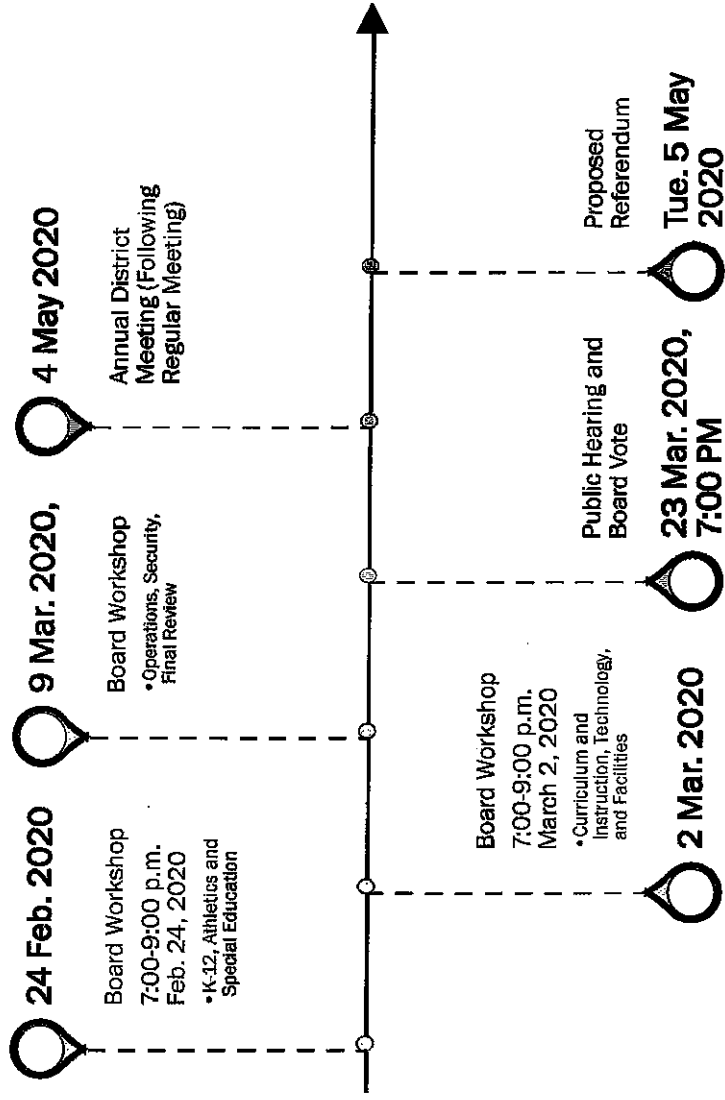 24 Feb. 2020
Board Workshop
7:00-9:00 p.m.
Feb. 24, 2020
•K-12, Athletics and
Special Education
2 Mar. 2020
Board Workshop
7:00-9:00 p.m.
March 2, 2020
•Curriculum and
Instruction, Technology,
and Facilities
9 Mar. 2020,
Board Workshop
•Operations, Security,
Final Review
23 Mar. 2020,
7:00 PM
Public Hearing and
Board Vote
4 May 2020
Annual District
Meeting (Following
Regular Meeting)
Tue. 5 May
2020
Proposed
Referendum